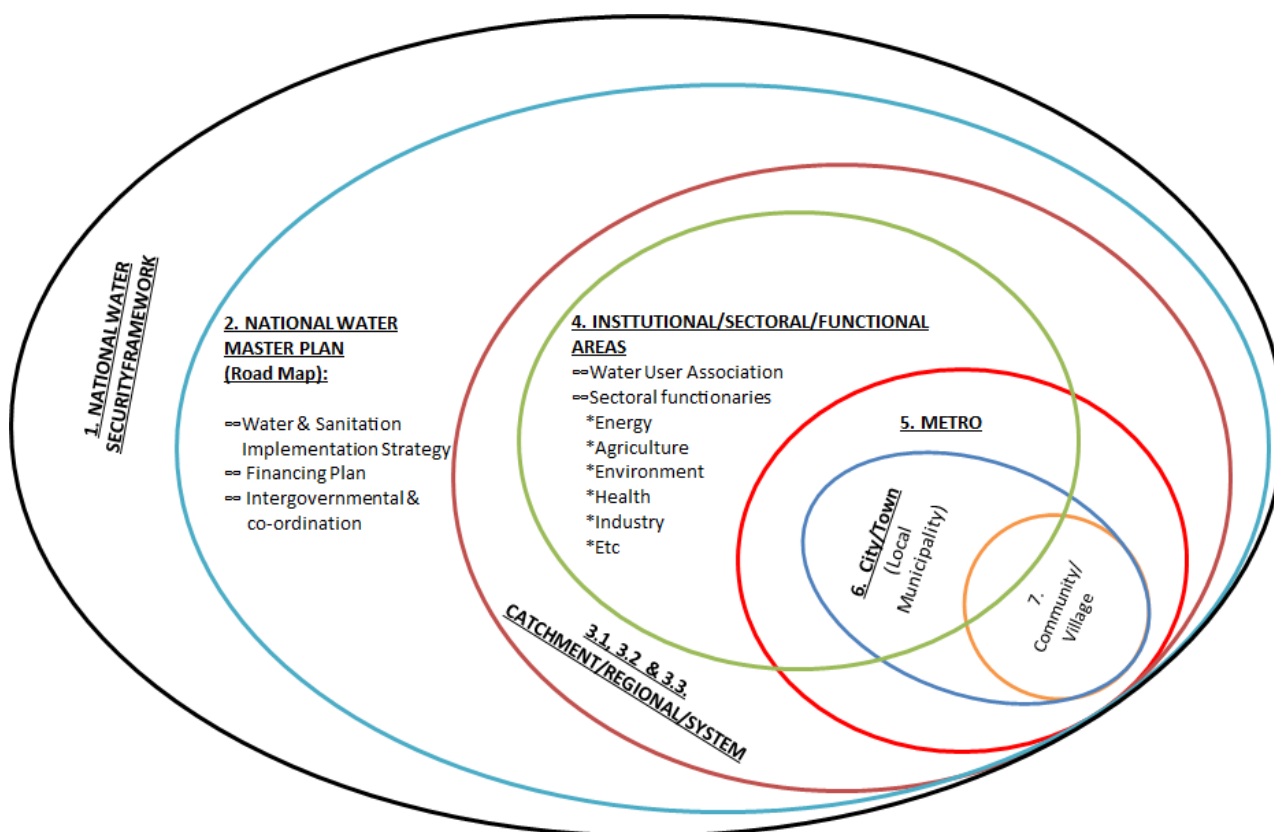 1. NATIONAL WATER
SECURITYFRAMEWORK
2. NATIONAL WATER
MASTER PLAN
(Road Map):
∞Water & Sanitation
Implementation Strategy
∞ Financing Plan
∞ Intergovernmental &
co-ordination
3.1, 3.2 & 3.3.
CATCHMENT/REGIONAL/SYSTEM
4. INSTTUTIONAL/SECTORAL/FUNCTIONAL
AREAS
∞Water User Association
∞Sectoral functionaries
*Energy
*Agriculture
*Environment
*Health
*Industry
*Etc
5. METRO
6. City/Town
(Local
Municipality)
7.
Community/
Village